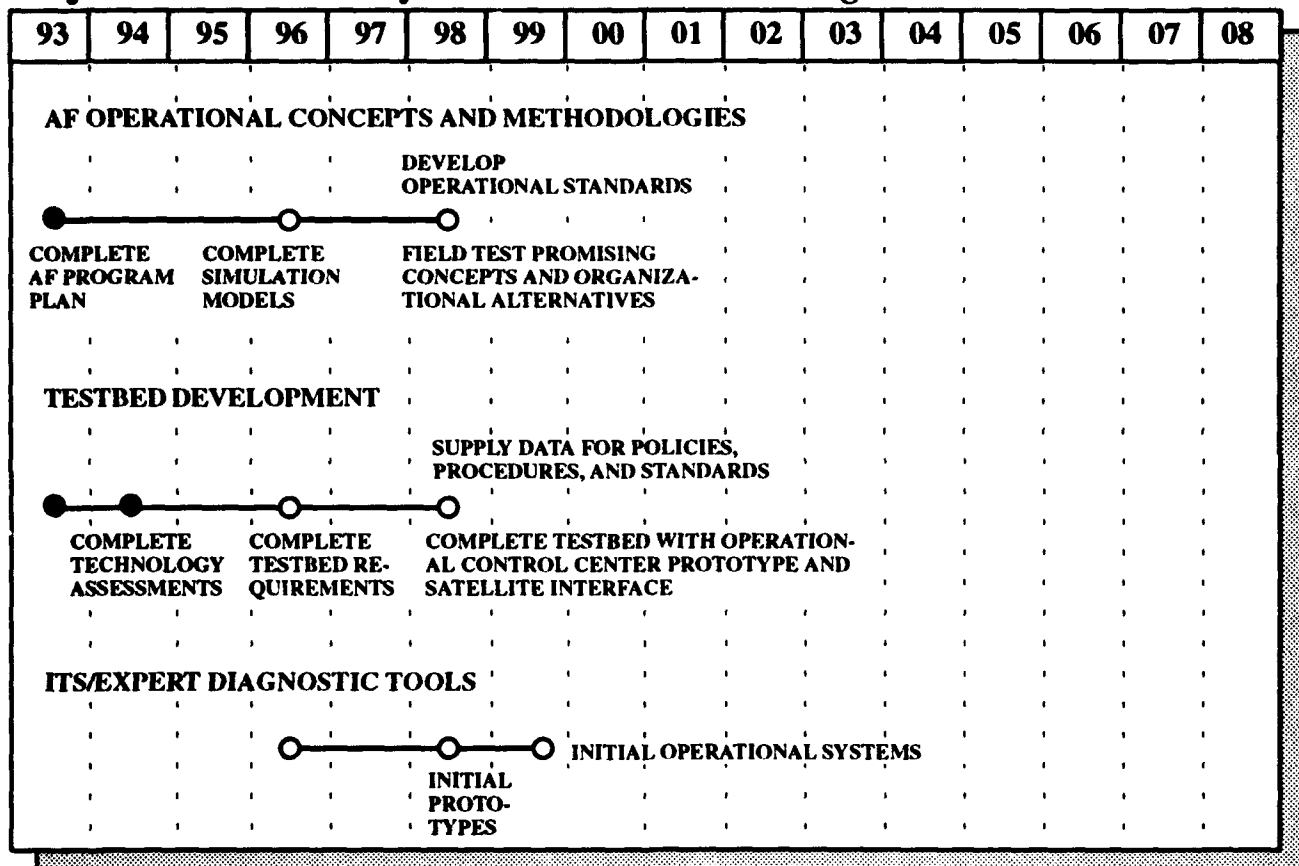 93 94 95 96 97 98 99 00 01 02 03 04 05 06 07 08
AF OPERATIONAL CONCEPTS AND METHODOLOGIES
DEVELOP
OPERATIONAL STANDARDS
COMPLETE
AF PROGRAM
PLAN
COMPLETE
SIMULATION
MODELS
FIELD TEST PROMISING
CONCEPTS AND ORGANIZA-
TIONAL ALTERNATIVES
TESTBED DEVELOPMENT
SUPPLY DATA FOR POLICIES,
PROCEDURES, AND STANDARDS
COMPLETE
TECHNOLOGY
ASSESSMENTS
COMPLETE
TESTBED RE-
QUIREMENTS
COMPLETE TESTBED WITH OPERATION-
AL CONTROL CENTER PROTOTYPE AND
SATELLITE INTERFACE
ITS/EXPERT DIAGNOSTIC TOOLS
INITIAL OPERATIONAL SYSTEMS
INITIAL
PROTO-
TYPES